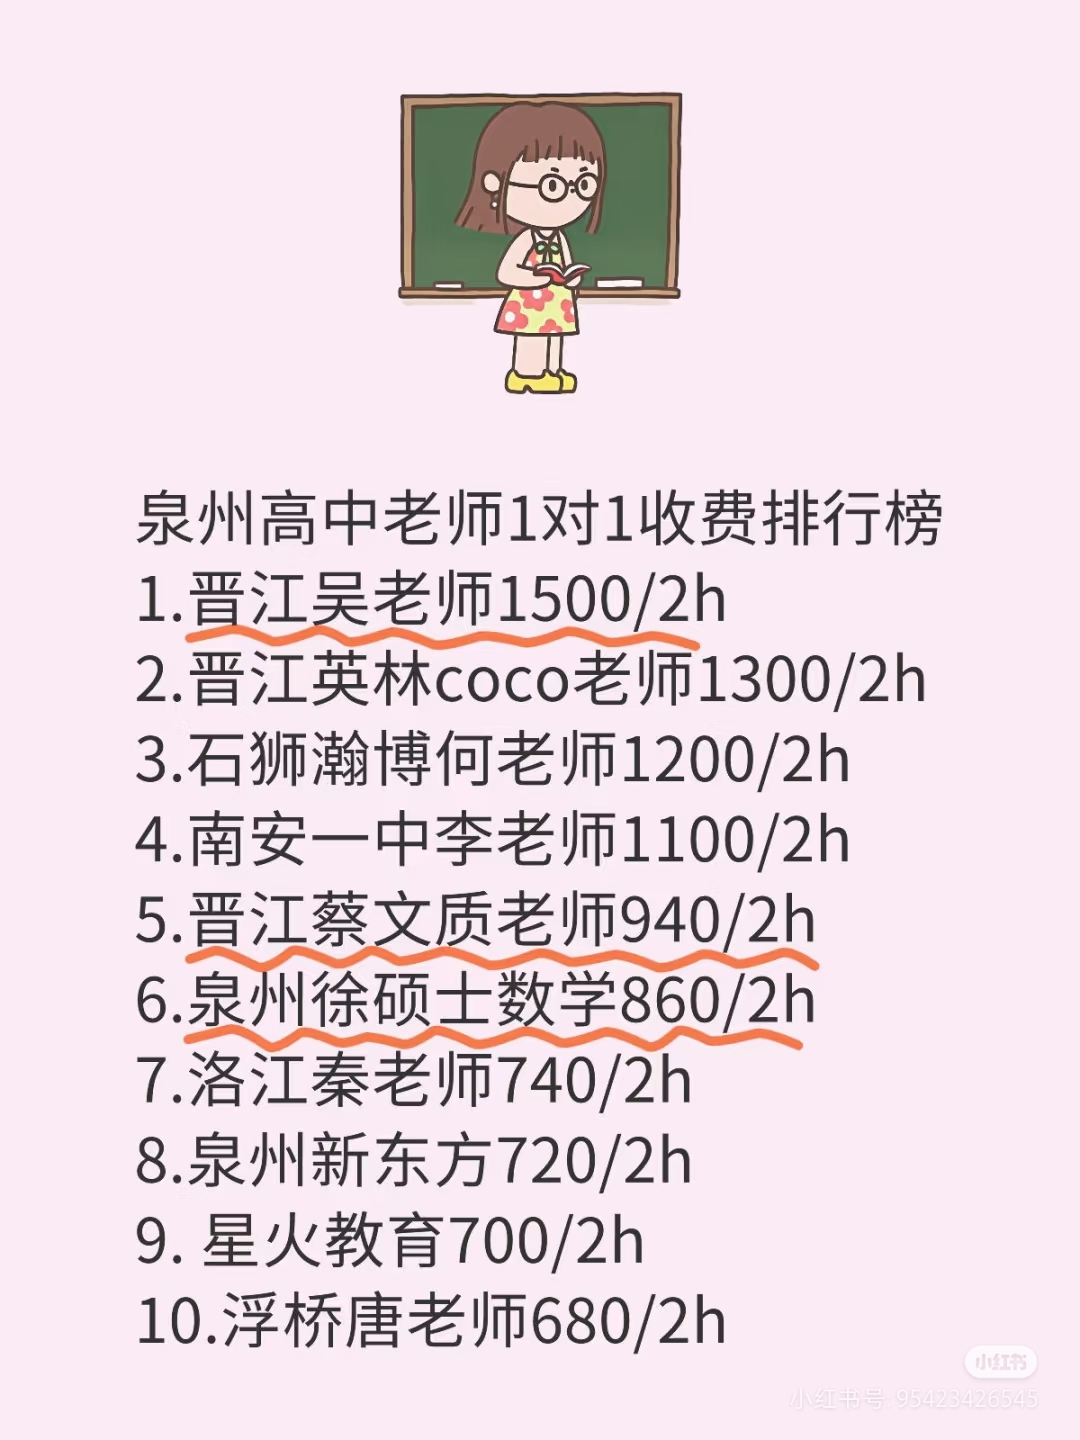 泉州高中老师1对1收费排行榜
1.晋江吴老师1500/2h
2.晋江英林coco老师1300/2h
3.石狮瀚博何老师1200/2h
4.南安一中李老师1100/2h
5.晋江蔡文质老师940/2h
6.泉州徐硕士数学860/2h
7.洛江秦老师740/2h
8.泉州新东方720/2h
9. 星火教育700/2h
10.浮桥唐老师680/2h
小红书
小红书号 95423426545